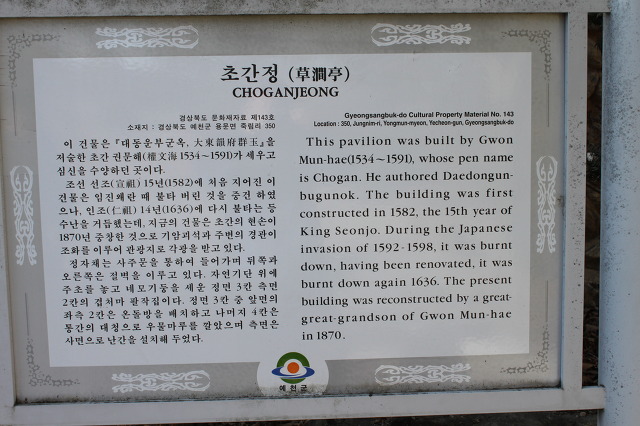 초간정 (草澗亭)
CHOGANJEONG
경상북도 문화재자료 제143호
소재지 : 경상북도 예천군 용문면 죽림리 350
이 건물은 『대동운부군옥, 大東韻府群玉』을
저술한 초간 권문해(權文海 1534~1591)가 세우고
심신을 수양하던 곳이다.
조선 선조(宣祖) 15년(1582)에 처음 지어진 이
건물은 임진왜란 때 불타 버린 것을 중건 하였
으나, 인조(仁祖) 14년(1636)에 다시 불타는 등
수난을 거듭했는데, 지금의 건물은 초간의 현손이
1870년 중창한 것으로 기암괴석과 주변의 경관이
조화를 이루어 관광지로 각광을 받고 있다.
정자채는 사주문을 통하여 들어가며 뒤쪽과
오른쪽은 절벽을 이루고 있다. 자연기단 위에
주초를 놓고 네모기둥을 세운 정면 3칸 측면
2칸의 겹처마 팔작집이다. 정면 3칸 중 앞면의
좌측 2칸은 온돌방을 배치하고 나머지 4칸은
통간의 대청으로 우물마루를 깔았으며 측면은
사면으로 난간을 설치해 두었다.
Gyeongsangbuk-do Cultural Property Material No. 143
Location : 350, Jungnim-ri, Yongmun-myeon, Yecheon-gun, Gyeongsangbuk-do
This pavilion was built by Gwon
Mun-hae(1534~1591), whose pen name
is Chogan. He authored Daedongun-
bugunok. The building was first
constructed in 1582, the 15th year of
King Seonjo. During the Japanese
invasion of 1592-1598, it was burnt
down, having been renovated, it was
burnt down again 1636. The present
building was reconstructed by a great-
great-grandson of Gwon Mun-hae
in 1870.
예천군